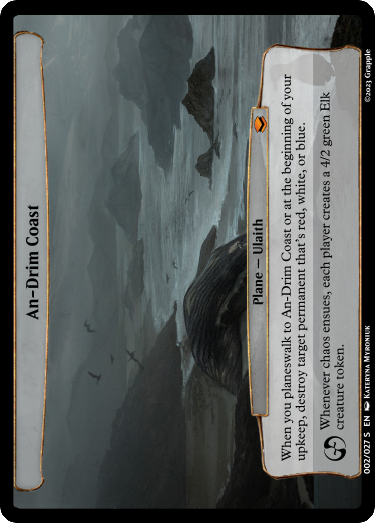 An-Drim Coast
Plane – Ulaith
When you planeswalk to An-Drim Coast or at the beginning of your
upkeep, destroy target permanent that's red, white, or blue.
Whenever chaos ensues, each player creates a 4/2 green Elk
creature token.
002/027 S EN Kateryna Myroniuk
©2023 Grapple